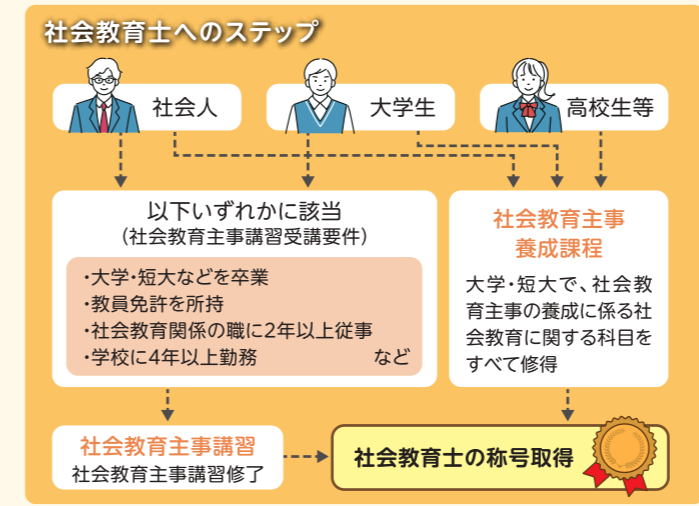 社会教育士へのステップ
社会人
大学生
高校生等
以下いずれかに該当
(社会教育主事講習受講要件)
・大学・短大などを卒業
・教員免許を所持
・社会教育関係の職に2年以上従事
・学校に4年以上勤務 など
社会教育主事
養成課程
大学・短大で、社会教
育主事の養成に係る社
会教育に関する科目を
すべて修得
社会教育主事講習
社会教育主事講習修了
社会教育士の称号取得